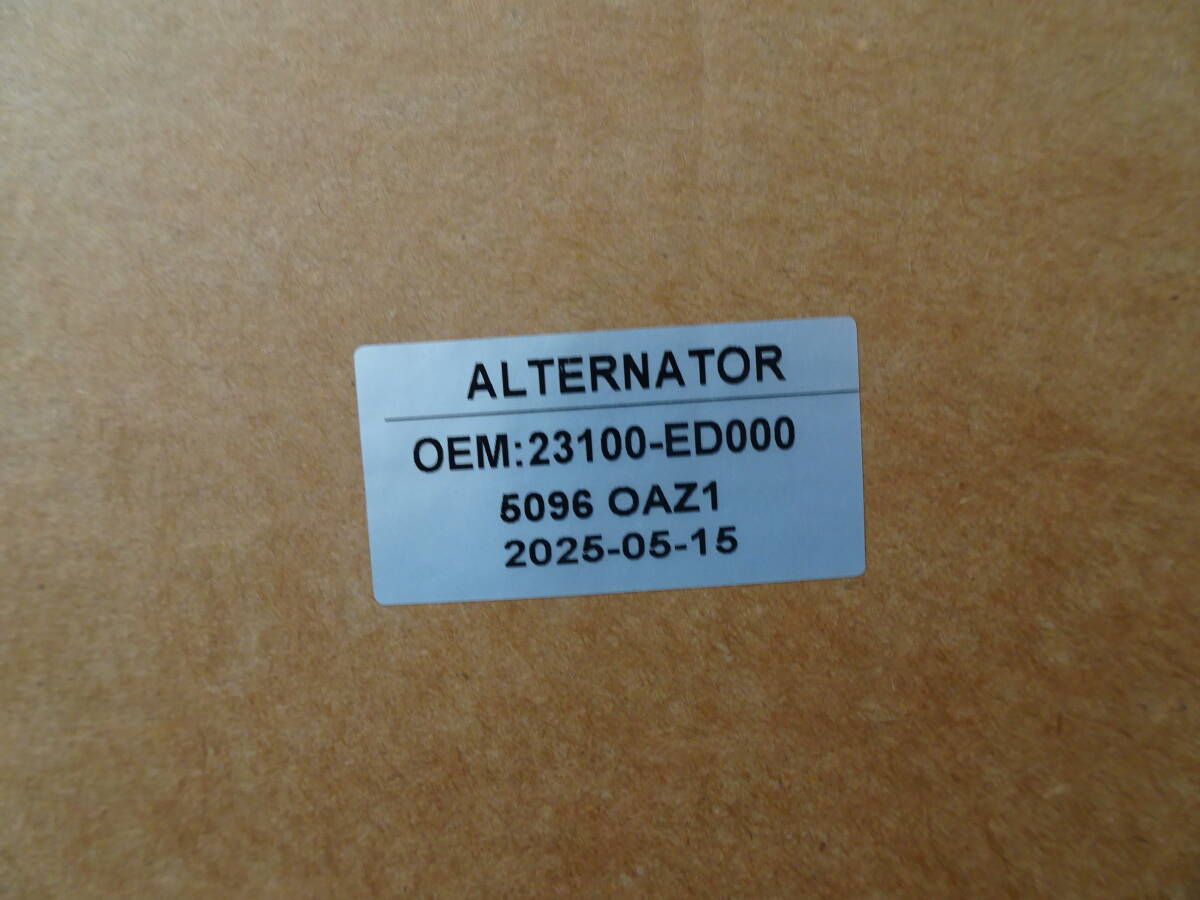 ALTERNATOR
OEM:23100-ED000
5096 OAZ1
2025-05-15